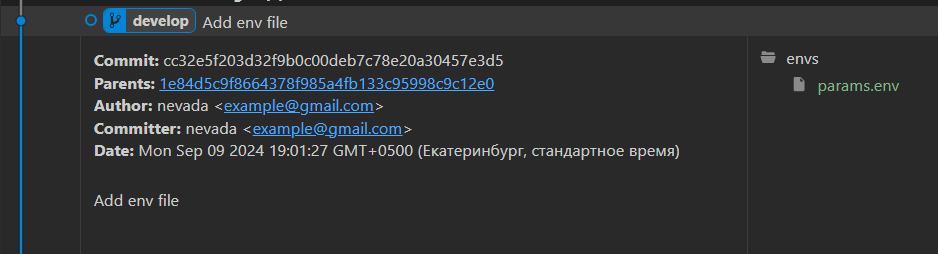 develop Add env file
Commit: cc32e5f203d32f9b0c00deb7c78e20a30457e3d5
Parents: 1e84d5c9f8664378f985a4fb133c95998c9c12e0
Author: nevada <example@gmail.com>
Committer: nevada <example@gmail.com>
Date: Mon Sep 09 2024 19:01:27 GMT+0500 (Екатеринбург, стандартное время)
Add env file
envs
params.env